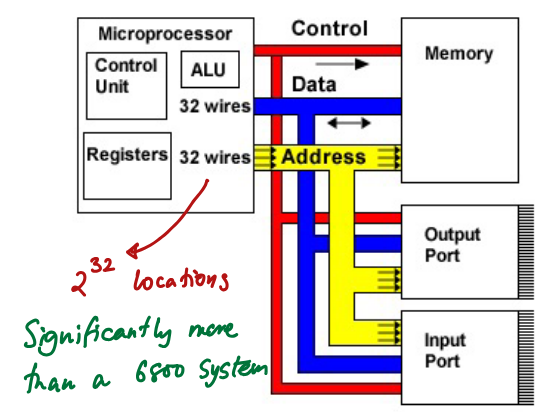 Microprocessor
Control
Unit
ALU
32 wires
Registers
32 wires
Control
Data
Address
Memory
Output
Port
Input
Port
2^32 locations
Significantly more
than a 6800 system